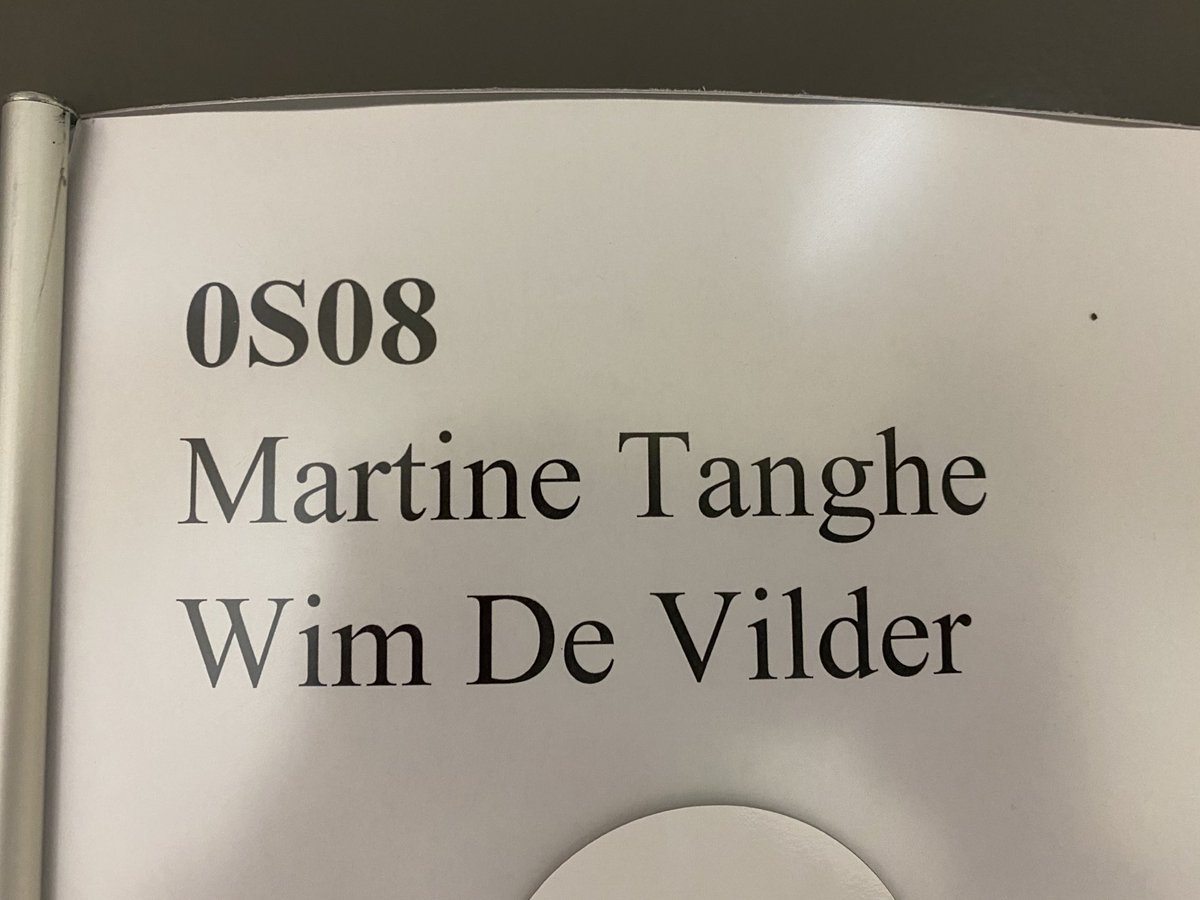 0S08
Martine Tanghe
Wim De Vilder